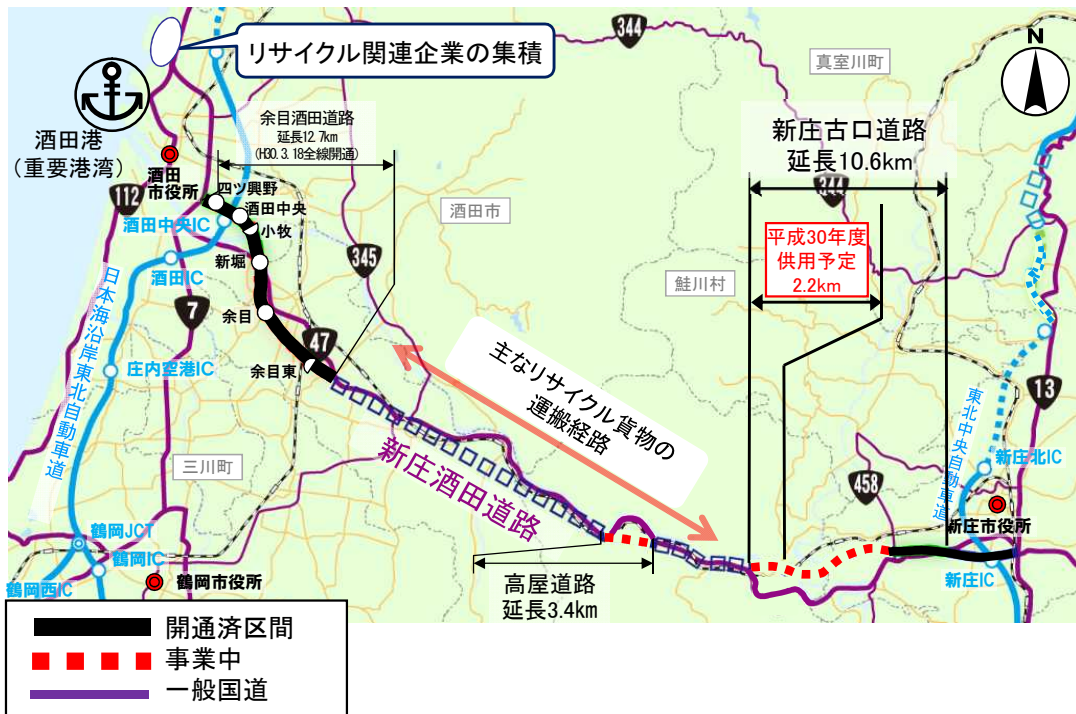 リサイクル関連企業の集積
344
真室川町
N
酒田港
(重要港湾)
余目酒田道路
延長12.7km
(H30.3.18全線開通)
新庄古口道路
延長10.6km
酒田
市役所
112
四ツ興野
酒田中央
小牧
酒田中央IC
酒田市
344
345
平成30年度
供用予定
2.2km
鮭川村
新堀
酒田IC
日本海沿岸東北自動車道
7
余目
47
余目東
庄内空港IC
主なリサイクル貨物の
運搬経路
13
東北中央自動車道
三川町
新庄酒田道路
新庄北IC
458
新庄市役所
鶴岡JCT
鶴岡IC
鶴岡西IC
鶴岡市役所
高屋道路
延長3.4km
新庄IC
開通済区間
事業中
一般国道